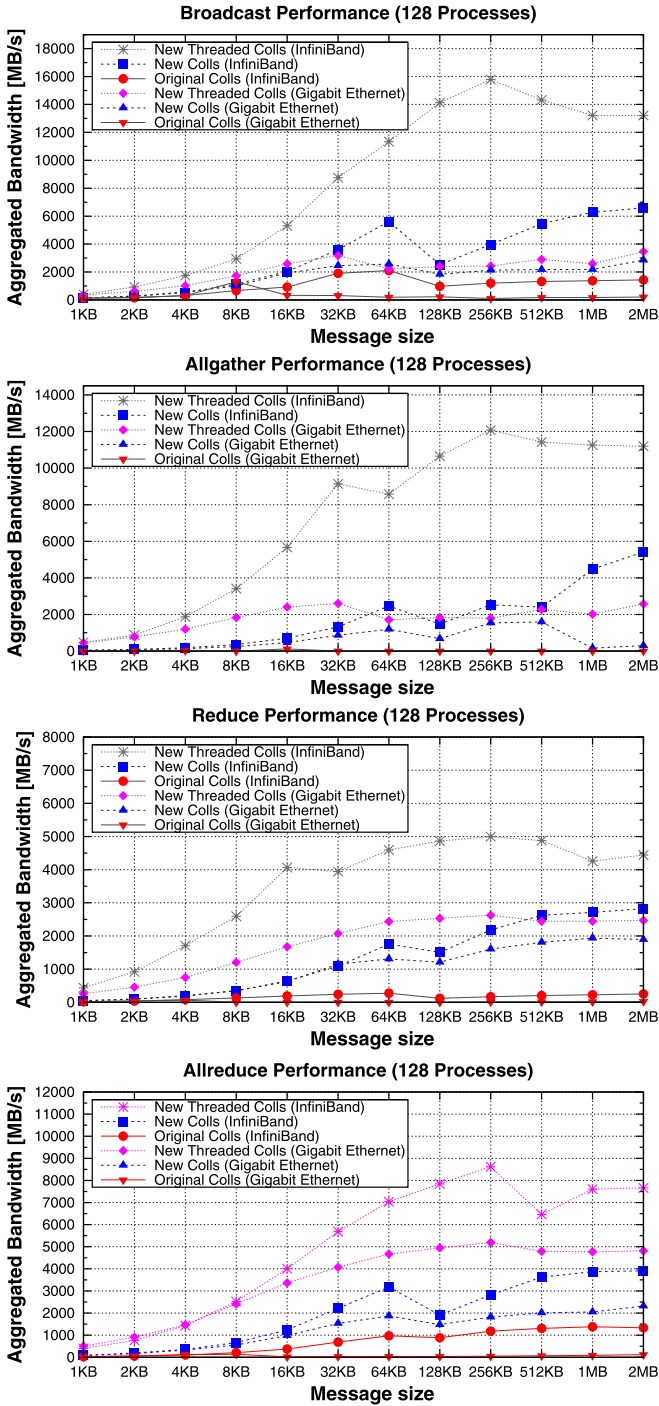 Broadcast Performance (128 Processes)
Aggregated Bandwidth [MB/s]
18000
16000
14000
12000
10000
8000
6000
4000
2000
0
New Threaded Colls (InfiniBand)
New Colls (InfiniBand)
Original Colls (InfiniBand)
New Threaded Colls (Gigabit Ethernet)
New Colls (Gigabit Ethernet)
Original Colls (Gigabit Ethernet)
1KB 2KB 4KB 8KB 16KB 32KB 64KB 128KB 256KB 512KB 1MB 2MB
Message size
Allgather Performance (128 Processes)
Aggregated Bandwidth [MB/s]
14000
12000
10000
8000
6000
4000
2000
0
New Threaded Colls (InfiniBand)
New Colls (InfiniBand)
New Threaded Colls (Gigabit Ethernet)
New Colls (Gigabit Ethernet)
Original Colls (Gigabit Ethernet)
1KB 2KB 4KB 8KB 16KB 32KB 64KB 128KB 256KB 512KB 1MB 2MB
Message size
Reduce Performance (128 Processes)
Aggregated Bandwidth [MB/s]
8000
7000
6000
5000
4000
3000
2000
1000
0
New Threaded Colls (InfiniBand)
New Colls (InfiniBand)
Original Colls (InfiniBand)
New Threaded Colls (Gigabit Ethernet)
New Colls (Gigabit Ethernet)
Original Colls (Gigabit Ethernet)
1KB 2KB 4KB 8KB 16KB 32KB 64KB 128KB 256KB 512KB 1MB 2MB
Message size
Allreduce Performance (128 Processes)
Aggregated Bandwidth [MB/s]
12000
11000
10000
9000
8000
7000
6000
5000
4000
3000
2000
1000
0
New Threaded Colls (InfiniBand)
New Colls (InfiniBand)
Original Colls (InfiniBand)
New Threaded Colls (Gigabit Ethernet)
New Colls (Gigabit Ethernet)
Original Colls (Gigabit Ethernet)
1KB 2KB 4KB 8KB 16KB 32KB 64KB 128KB 256KB 512KB 1MB 2MB
Message size